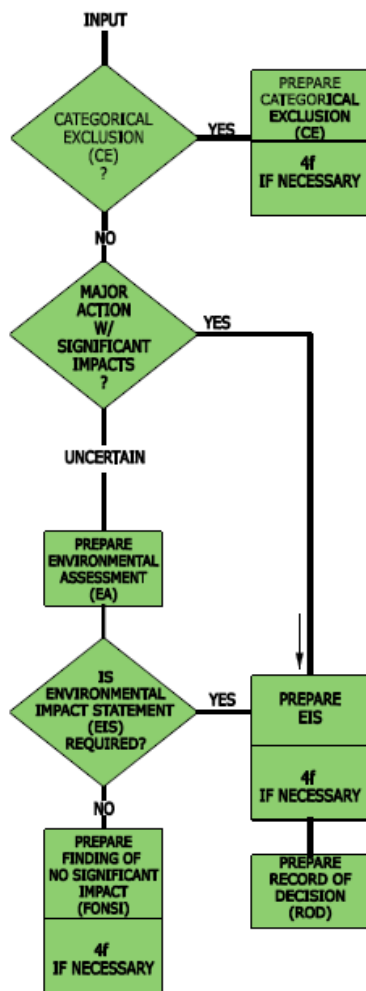 INPUT
CATEGORICAL
EXCLUSION
(CE)
?
YES
PREPARE
CATEGORICAL
EXCLUSION
(CE)
4f
IF NECESSARY
NO
MAJOR
ACTION
W/
SIGNIFICANT
IMPACTS
?
YES
UNCERTAIN
PREPARE
ENVIRONMENTAL
ASSESSMENT
(EA)
IS
ENVIRONMENTAL
IMPACT STATEMENT
(EIS)
REQUIRED?
YES
PREPARE
EIS
4f
IF NECESSARY
NO
PREPARE
FINDING OF
NO SIGNIFICANT
IMPACT
(FONSI)
4f
IF NECESSARY
PREPARE
RECORD OF
DECISION
(ROD)